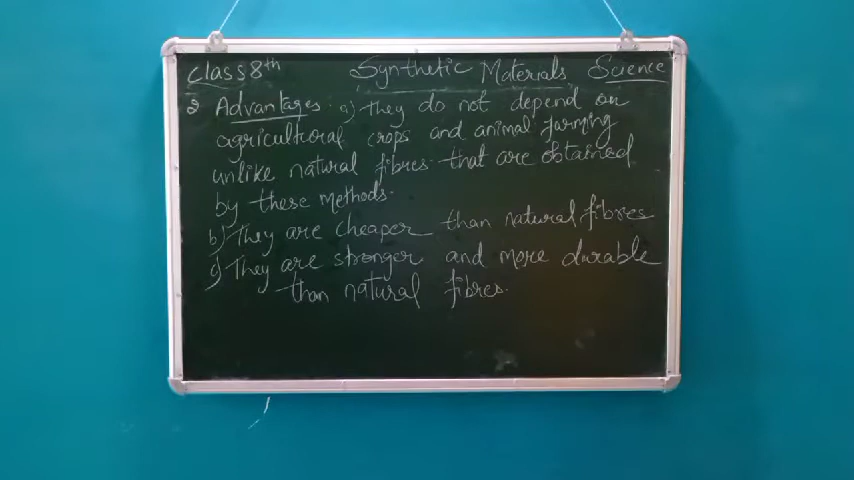 Class 8th Synthetic Materials Science
2 Advantages: a) They do not depend on
agricultural crops and animal farming
unlike natural fibres that are obtained
by these methods.
b) They are cheaper than natural fibres
c) They are stronger and more durable
than natural fibres.